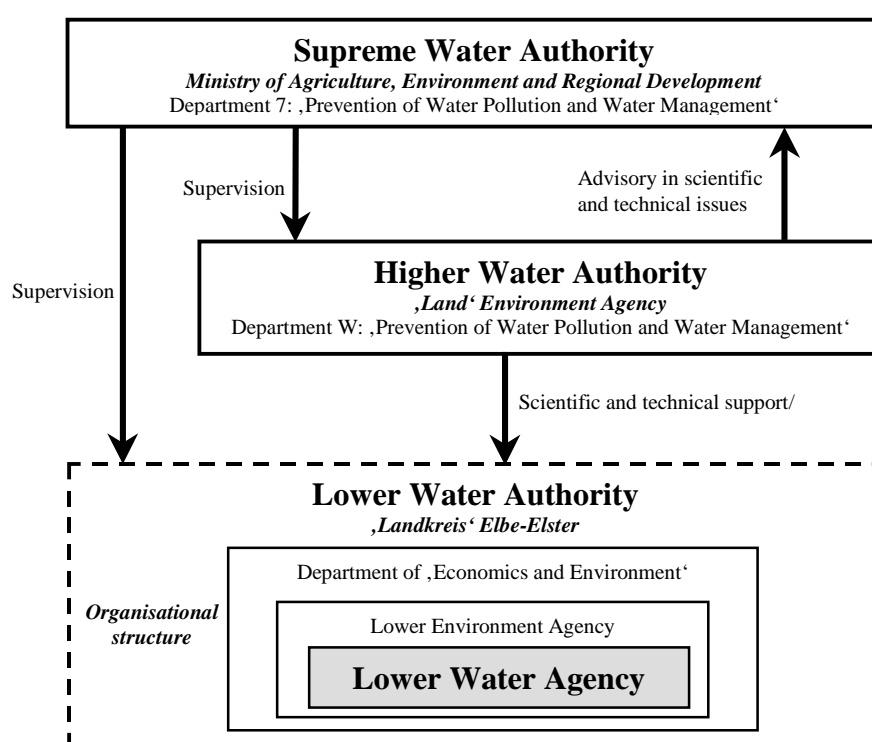 Supreme Water Authority
Ministry of Agriculture, Environment and Regional Development
Department 7: ‚Prevention of Water Pollution and Water Management‘
Supervision
Advisory in scientific
and technical issues
Supervision
Higher Water Authority
‚Land‘ Environment Agency
Department W: ‚Prevention of Water Pollution and Water Management‘
Scientific and technical support/
Lower Water Authority
‚Landkreis‘ Elbe-Elster
Department of ‚Economics and Environment‘
Organisational
structure
Lower Environment Agency
Lower Water Agency